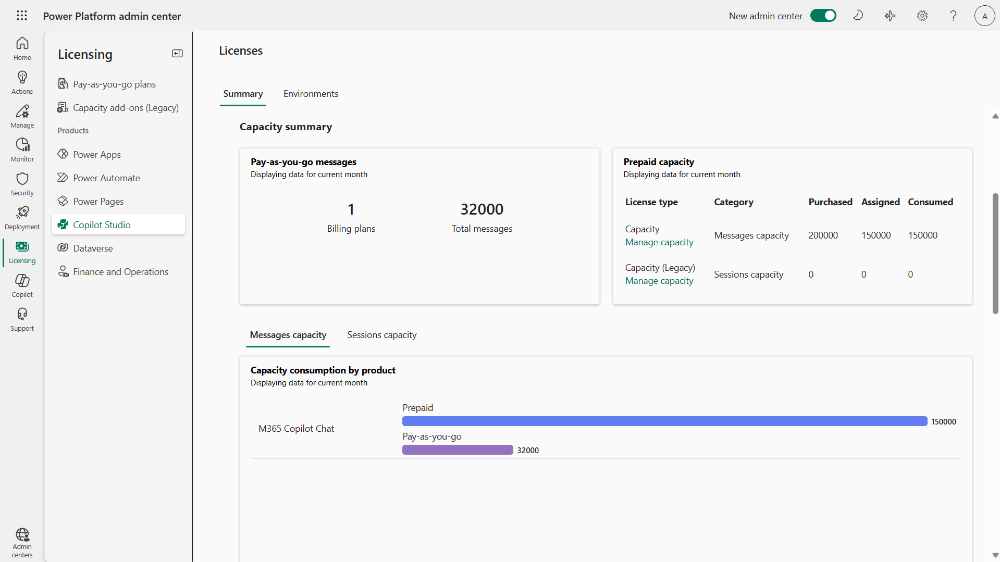 Power Platform admin center
New admin center
A
Home
Actions
Manage
Monitor
Security
Deployment
Licensing
Copilot
Support
Admin
centers
Licensing
Pay-as-you-go plans
Capacity add-ons (Legacy)
Products
Power Apps
Power Automate
Power Pages
Copilot Studio
Dataverse
Finance and Operations
Licenses
Summary Environments
Capacity summary
Pay-as-you-go messages
Displaying data for current month
1 32000
Billing plans Total messages
Prepaid capacity
Displaying data for current month
License type Category Purchased Assigned Consumed
Capacity
Manage capacity
Messages capacity 200000 150000 150000
Capacity (Legacy)
Manage capacity
Sessions capacity 0 0 0
Messages capacity Sessions capacity
Capacity consumption by product
Displaying data for current month
M365 Copilot Chat
Prepaid
150000
Pay-as-you-go
32000